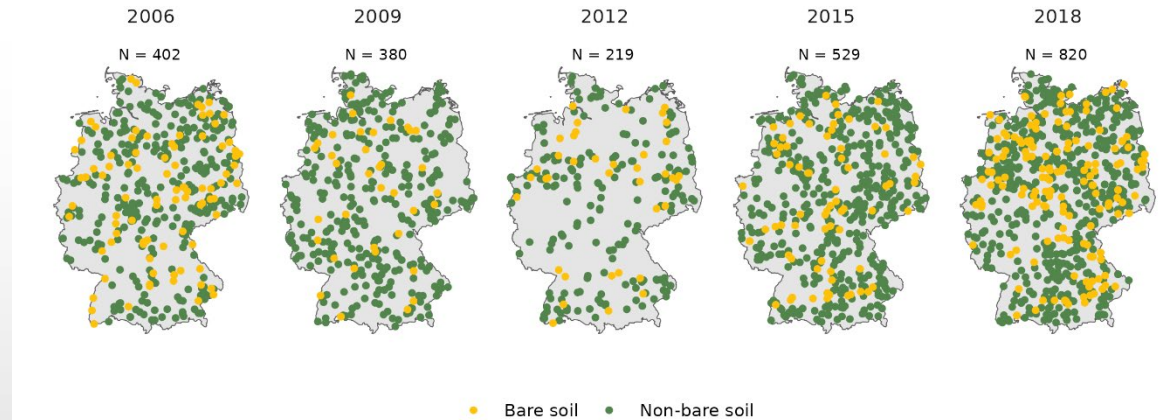 2006 2009 2012 2015 2018
N = 402 N = 380 N = 219 N = 529 N = 820
Bare soil Non-bare soil